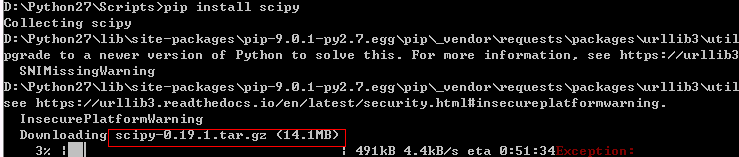 D:\Python27\Scripts>pip install scipy
Collecting scipy
D:\Python27\lib\site-packages\pip-9.0.1-py2.7.egg\pip\_vendor\requests\packages\urllib3\util
pgrade to a newer version of Python to solve this. For more information, see https://urllib3
SNIMissingWarning
D:\Python27\lib\site-packages\pip-9.0.1-py2.7.egg\pip\_vendor\requests\packages\urllib3\util
see https://urllib3.readthedocs.io/en/latest/security.html#insecureplatformwarning.
InsecurePlatformWarning
Downloading scipy-0.19.1.tar.gz (14.1MB)
3% | | 491kB 4.4kB/s eta 0:51:34Exception: